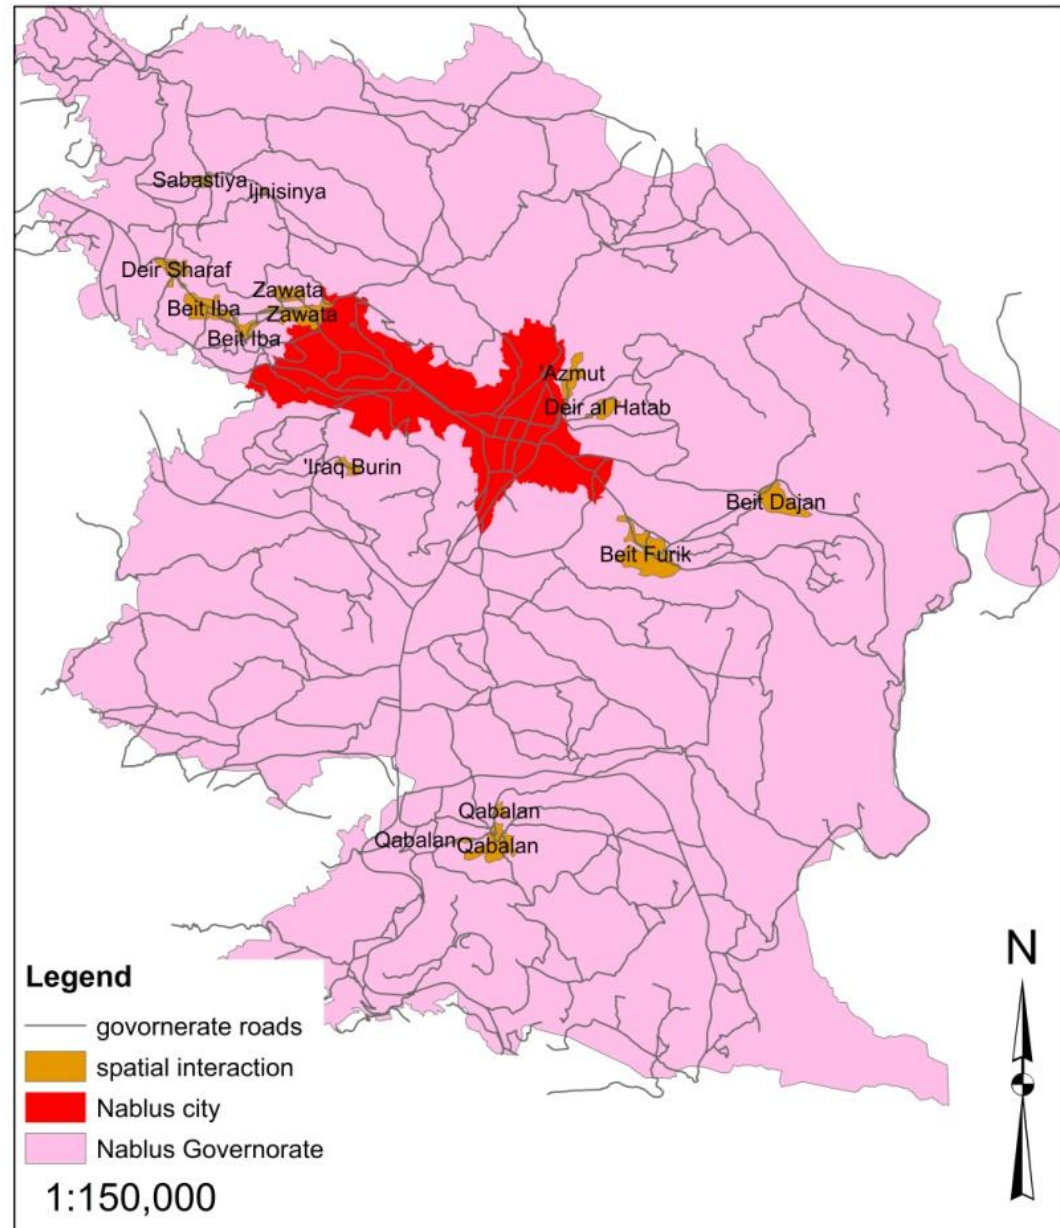 Sabastiya
Ijnisinya
Deir Sharaf
Zawata
Beit Iba
Zawata
Beit Iba
'Azmut
Deir al Hatab
'Iraq Burin
Beit Dajan
Beit Furik
Qabalan
Qabalan
Qabalan
N
Legend
govornerate roads
spatial interaction
Nablus city
Nablus Governorate
1:150,000